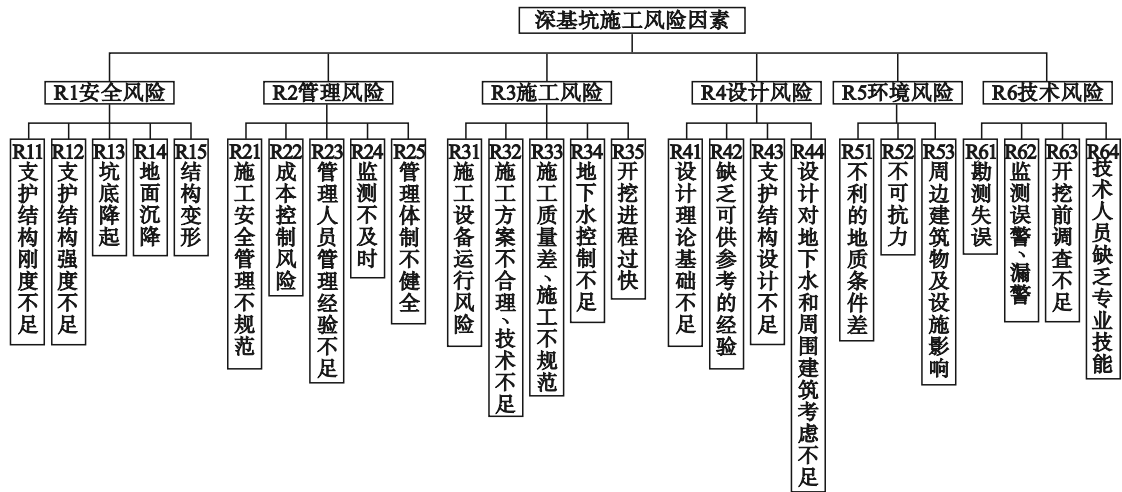 深基坑施工风险因素
R1安全风险
R2管理风险
R3施工风险
R4设计风险
R5环境风险
R6技术风险
R11支护结构刚度不足
R12支护结构强度不足
R13坑底降起
R14地面沉降
R15结构变形
R21施工安全管理不规范
R22成本控制风险
R23管理人员管理经验不足
R24监测不及时
R25管理体制不健全
R31施工设备运行风险
R32施工方案不合理、技术不足
R33施工质量差、施工不规范
R34地下水控制不足
R35开挖进程过快
R41设计理论基础不足
R42缺乏可供参考的经验
R43支护结构设计不足
R44设计对地下水和周围建筑考虑不足
R51不利的地质条件差
R52不可抗力
R53周边建筑物及设施影响
R61勘测失误
R62监测误警、漏警
R63开挖前调查不足
R64技术人员缺乏专业技能